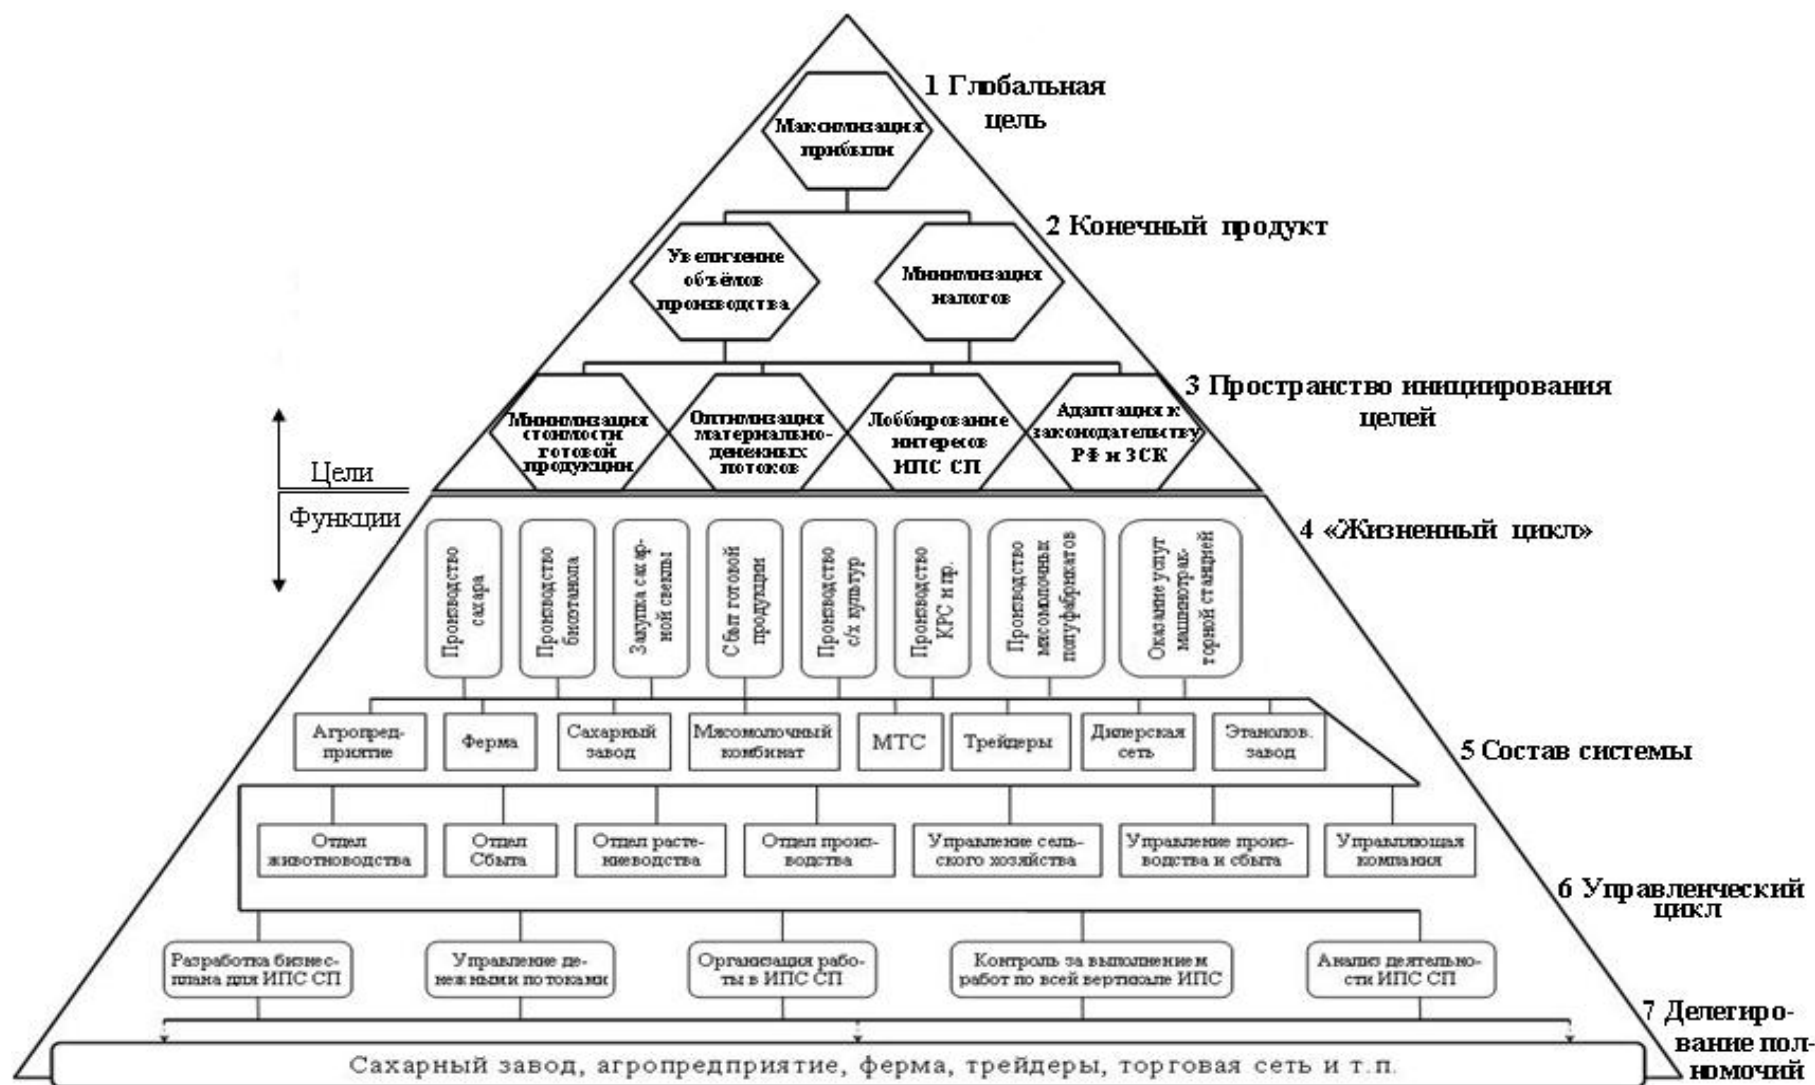 1 Глобальная
цель
Максимизация
прибыли
2 Конечный продукт
Увеличение
объёмов
производства
Минимизация
налогов
3 Пространство инициирования
целей
Минимизация
стоимости
готовой
продукции
Оптимизация
материально-
денежных
потоков
Лоббирование
интересов
ИПС СП
Адаптация к
законодательству
РФ и ЗСК
Цели
Функции
4 «Жизненный цикл»
Производство
сахара
Производство
биоэтанола
Закупка сахар-
ной свеклы
Сбыт готовой
продукции
Производство
с/х культур
Производство
КРС и пр.
Производство
мясомолочных
полуфабрикатов
Оказание услуг
машинотрак-
торной станцией
5 Состав системы
Агропред-
приятие
Ферма
Сахарный
завод
Мясомолочный
комбинат
МТС
Трейдеры
Дилерская
сеть
Этанолов.
завод
Отдел
животноводства
Отдел
Сбыта
Отдел расте-
ниеводства
Отдел произ-
водства
Управление сель-
ского хозяйства
Управление произ-
водства и сбыта
Управляющая
компания
6 Управленческий
цикл
Разработка бизнес-
плана для ИПС СП
Управление де-
нежными потоками
Организация рабо-
ты в ИПС СП
Контроль за выполнением
работ по всей вертикале ИПС
Анализ деятельно-
сти ИПС СП
7 Делегиро-
вание пол-
номочий
Сахарный завод, агропредприятие, ферма, трейдеры, торговая сеть и т.п.